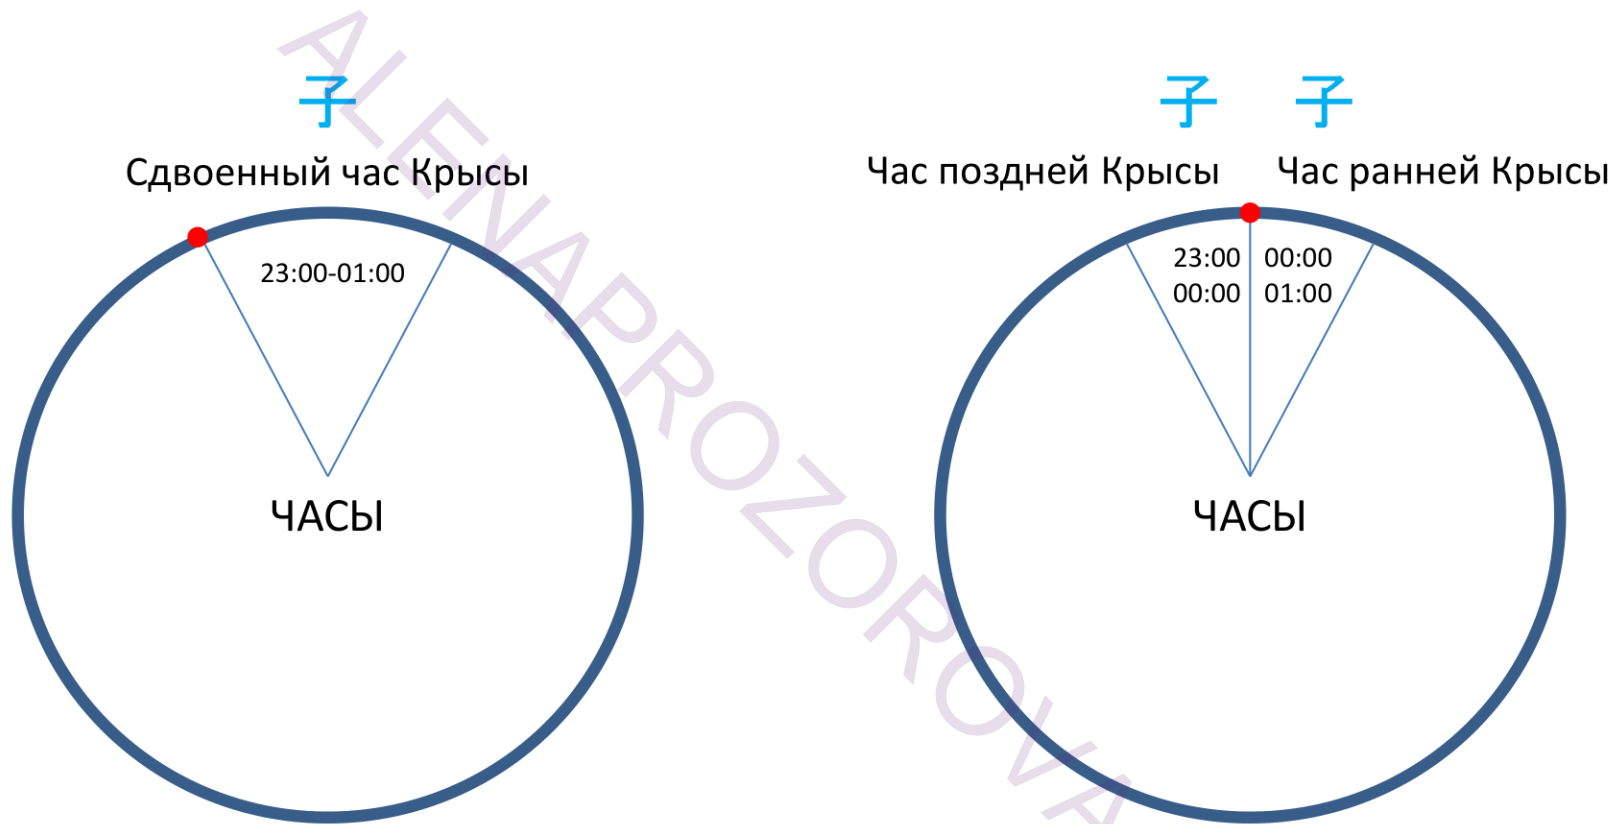 子
Сдвоенный час Крысы
23:00-01:00
ЧАСЫ
子 子
Час поздней Крысы Час ранней Крысы
23:00 00:00
00:00 01:00
ЧАСЫ
ALENAPROZOROVA